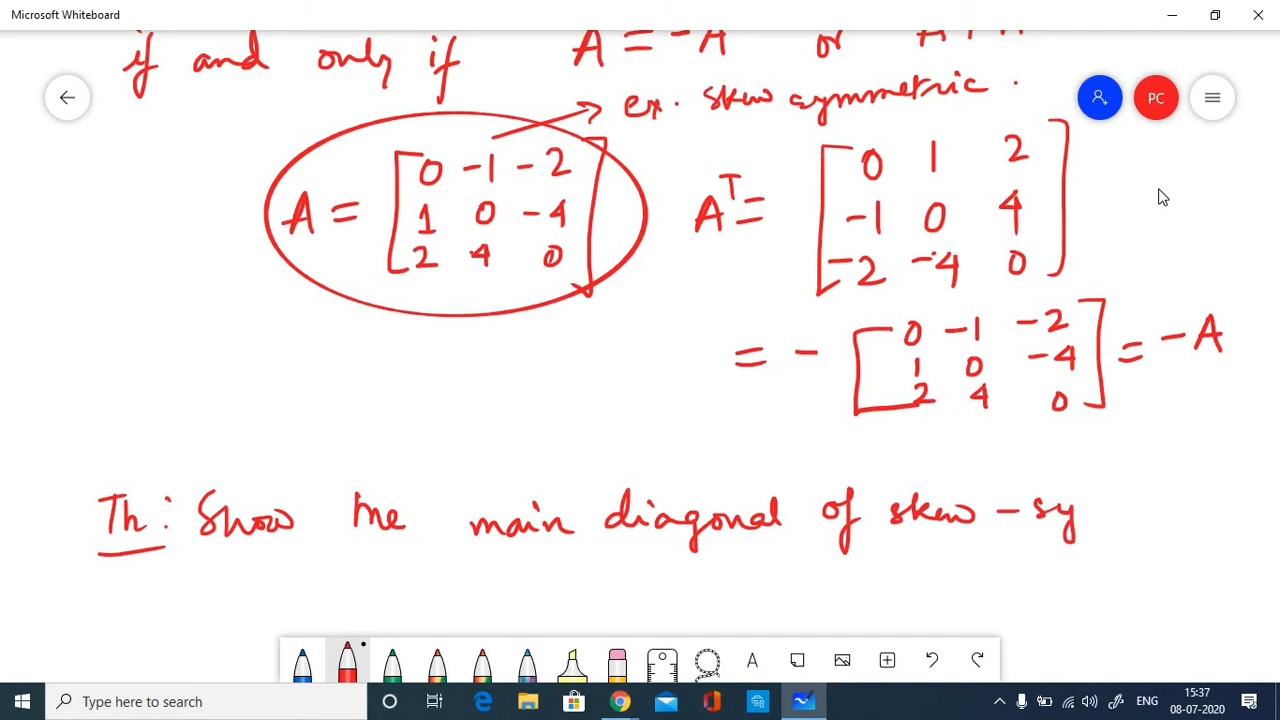 Microsoft Whiteboard
if and only if A = -A or
ex. skew symmetric.
PC
A = [0 -1 -2
1 0 -4
2 4 0]
A^T = [0 1 2
-1 0 4
-2 -4 0]
= - [0 -1 -2
1 0 -4
2 4 0] = -A
Th: Show the main diagonal of skew-sy
A
Type here to search
ENG
15:37
08-07-2020